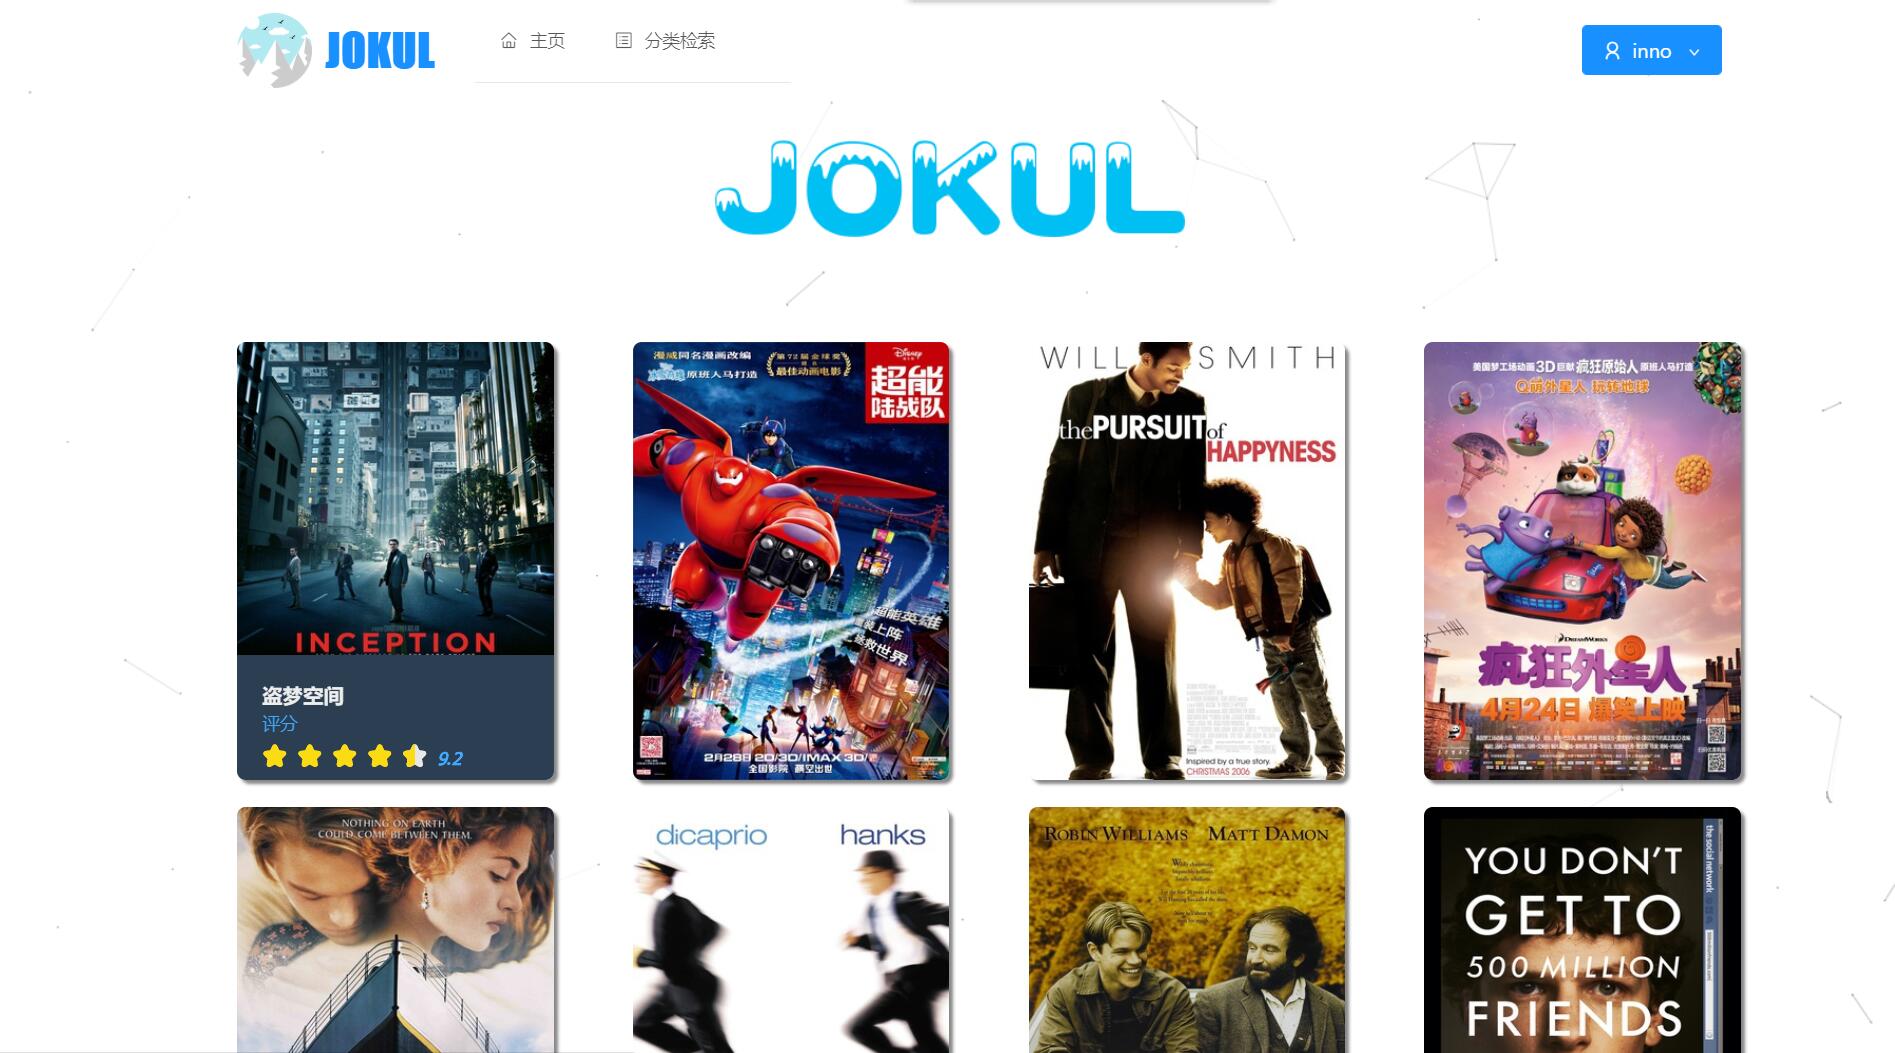 JOKUL
主页
分类检索
inno
JOKUL
INCEPTION
盗梦空间
评分
9.2
漫威同名漫画改编
原班人马打造
第72届金球奖
最佳动画电影
Disney
超能
陆战队
超能英雄
重装上阵
拯救世界
2月28日 2D/3D/IMAX 3D/
全国影院 飒空出世
WILL SMITH
the PURSUIT of
HAPPYNESS
Inspired by a true story.
CHRISTMAS 2006
美国梦工场动画3D巨献 疯狂原始人 原班人马打造
Q萌外星人 玩转地球
DREAMWORKS
疯狂外星人
4月24日 爆笑上映
HOME
NOTHING ON EARTH
COULD COME BETWEEN THEM.
dicaprio
hanks
ROBIN WILLIAMS MATT DAMON
YOU DON'T
GET TO
500 MILLION
FRIENDS
the social network